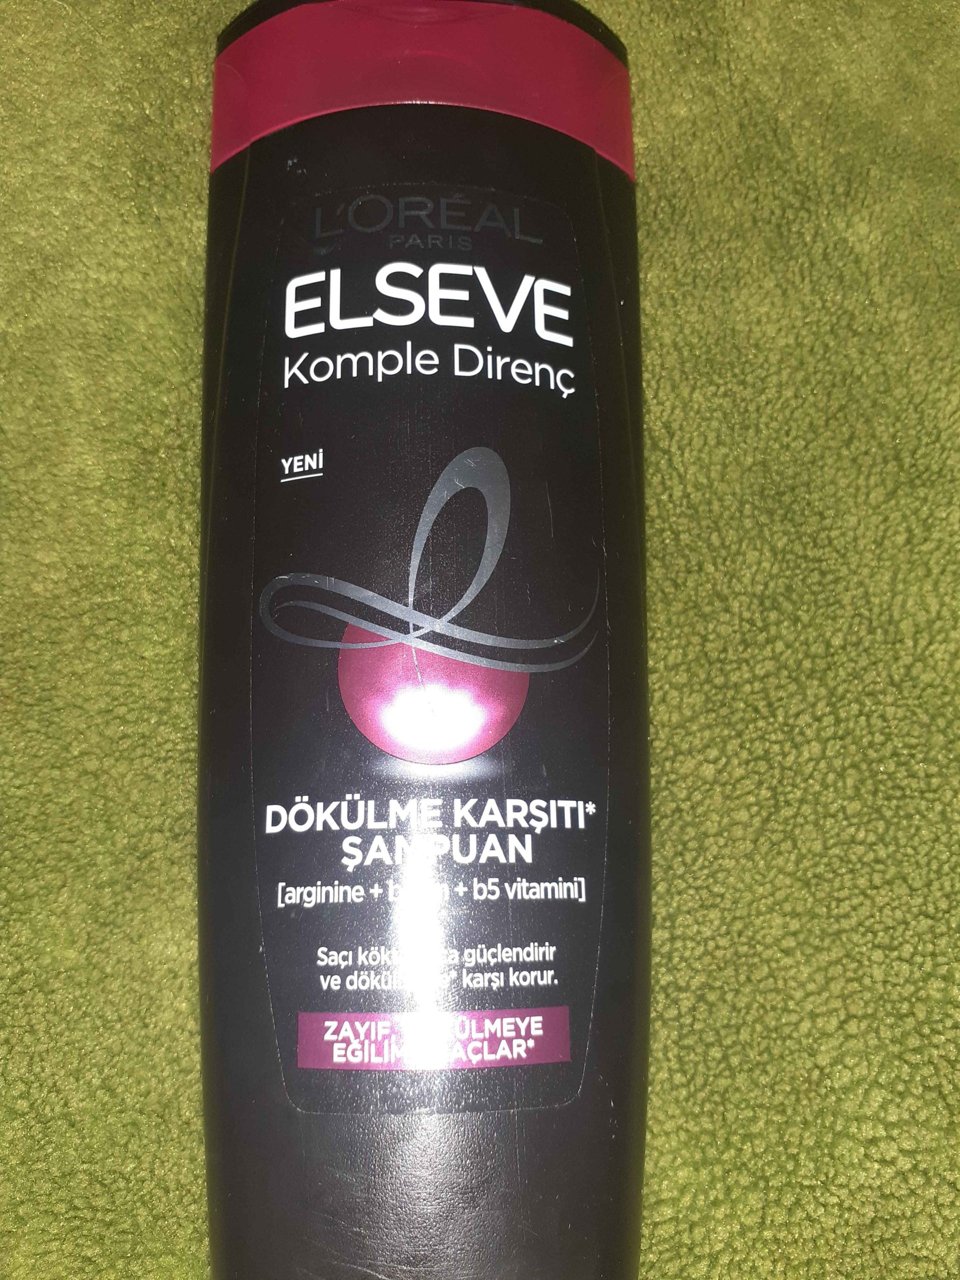 L'ORÉAL
PARIS
ELSEVE
Komple Direnç
YENİ
DÖKÜLME KARŞITI*
ŞAMPUAN
[arginine + + b5 vitamini]
Saçı güçlendirir
ve karşı korur.
ZAYIF,